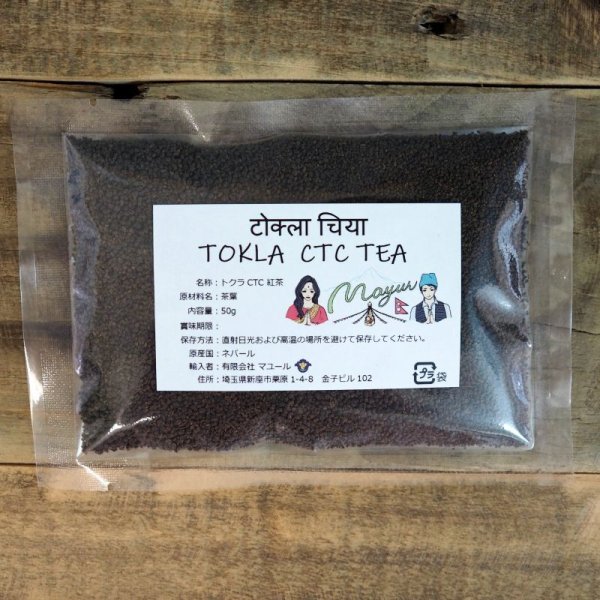 टोक्ला चिया
TOKLA CTC TEA
名称：トクラ CTC 紅茶
原材料名：茶葉
内容量：50g
賞味期限：
保存方法：直射日光および高温の場所を避けて保存してください。
原産国：ネパール
輸入者：有限会社 マユール
住所：埼玉県新座市栗原 1-4-8 金子ビル 102
Mayur
プラ
袋